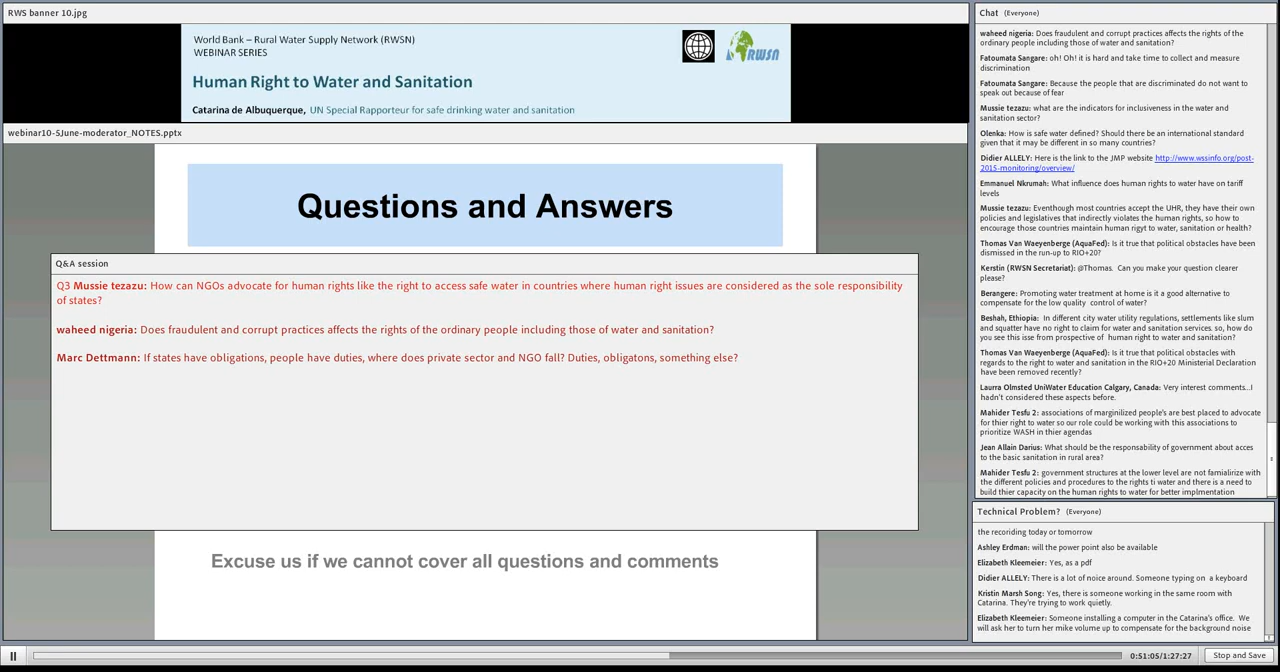 RWS banner 10.jpg
World Bank – Rural Water Supply Network (RWSN)
WEBINAR SERIES
RWSN
Human Right to Water and Sanitation
Catarina de Albuquerque, UN Special Rapporteur for safe drinking water and sanitation
webinar10-5June-moderator_NOTES.pptx
Questions and Answers
Q&A session
Q3 Mussie tezazu: How can NGOs advocate for human rights like the right to access safe water in countries where human right issues are considered as the sole responsibility
of states?
waheed nigeria: Does fraudulent and corrupt practices affects the rights of the ordinary people including those of water and sanitation?
Marc Dettmann: If states have obligations, people have duties, where does private sector and NGO fall? Duties, obligatons, something else?
Excuse us if we cannot cover all questions and comments
Chat (Everyone)
waheed nigeria: Does fraudulent and corrupt practices affects the rights of the
ordinary people including those of water and sanitation?
Fatoumata Sangare: oh! Oh! it is hard and take time to collect and measure
discrimination
Fatoumata Sangare: Because the people that are discriminated do not want to
speak out because of fear
Mussie tezazu: what are the indicators for inclusiveness in the water and
sanitation sector?
Olenka: How is safe water defined? Should there be an international standard
given that it may be different in so many countries?
Didier ALLELY: Here is the link to the JMP website http://www.wssinfo.org/post-
2015-monitoring/overview/
Emmanuel Nkrumah: What influence does human rights to water have on tariff
levels
Mussie tezazu: Eventhough most countries accept the UHR, they have their own
policies and legislatives that indirectly violates the human rights, so how to
encourage those countries maintain human rigyt to water, sanitation or health?
Thomas Van Waeyenberge (AquaFed): Is it true that political obstacles have been
dismissed in the run-up to RIO+20?
Kerstin (RWSN Secretariat): @Thomas. Can you make your question clearer
please?
Berangere: Promoting water treatment at home is it a good alternative to
compensate for the low quality control of water?
Beshah, Ethiopia: In different city water utility regulations, settlements like slum
and squatter have no right to claim for water and sanitation services. so, how do
you see this isse from prospective of human right to water and sanitation?
Thomas Van Waeyenberge (AquaFed): Is it true that political obstacles with
regards to the right to water and sanitation in the RIO+20 Ministerial Declaration
have been removed recently?
Laurra Olmsted UniWater Education Calgary, Canada: Very interest comments...I
hadn't considered these aspects before.
Mahider Tesfu 2: associations of marginilized people's are best placed to advocate
for thier right to water so our role could be working with this associations to
prioritize WASH in thier agendas
Jean Allain Darius: What should be the responsability of government about acces
to the basic sanitation in rural area?
Mahider Tesfu 2: government structures at the lower level are not famialirize with
the different policies and procedures to the rights ti water and there is a need to
build thier capacity on the human rights to water for better implmentation
Technical Problem? (Everyone)
the recoriding today or tomorrow
Ashley Erdman: will the power point also be available
Elizabeth Kleemeier: Yes, as a pdf
Didier ALLELY: There is a lot of noice around. Someone typing on a keyboard
Kristin Marsh Song: Yes, there is someone working in the same room with
Catarina. They're trying to work quietly.
Elizabeth Kleemeier: Someone installing a computer in the Catarina's office. We
will ask her to turn her mike volume up to compensate for the background noise
0:51:05/1:27:27
Stop and Save